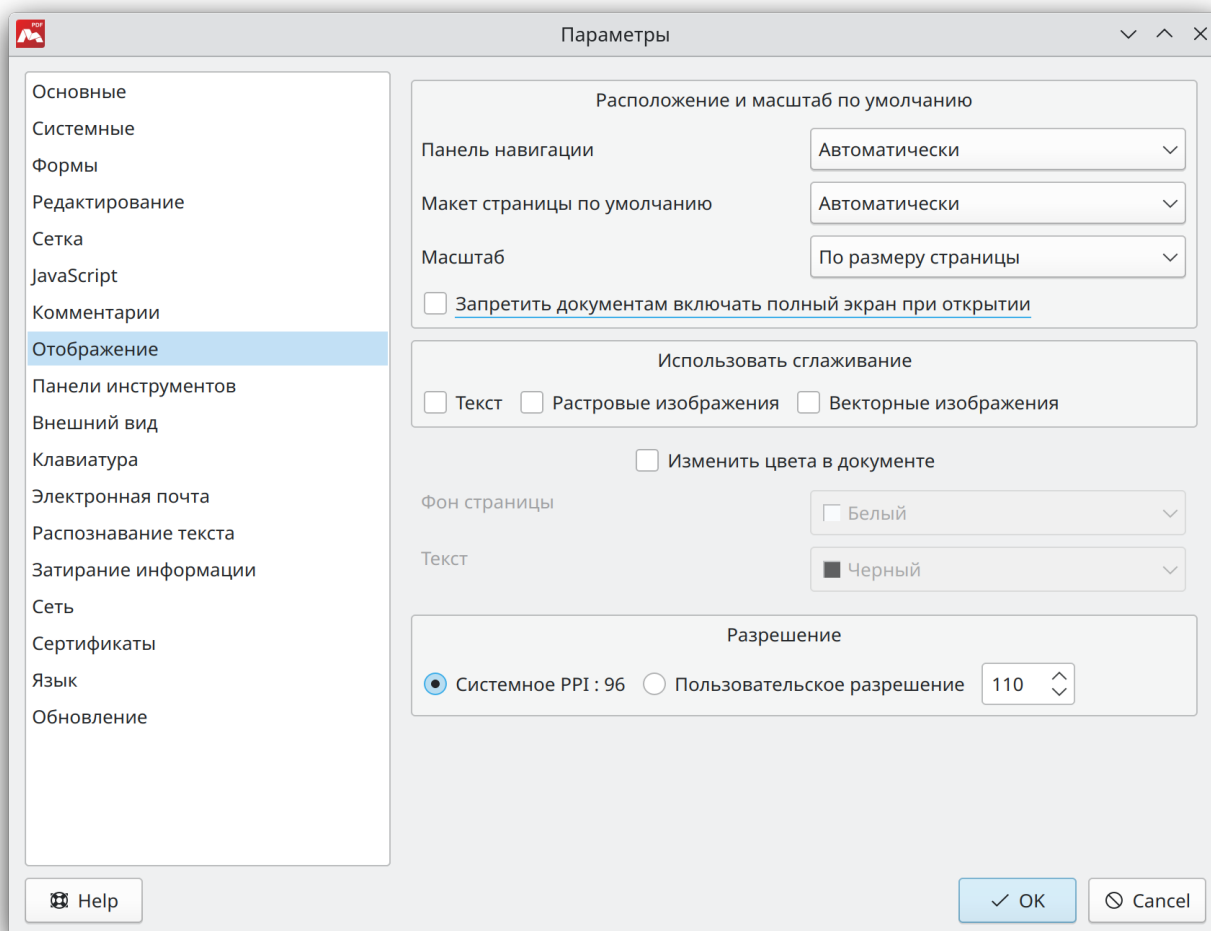 PDF
Параметры
Основные
Системные
Формы
Редактирование
Сетка
JavaScript
Комментарии
Отображение
Панели инструментов
Внешний вид
Клавиатура
Электронная почта
Распознавание текста
Затирание информации
Сеть
Сертификаты
Язык
Обновление
Расположение и масштаб по умолчанию
Панель навигации Автоматически
Макет страницы по умолчанию Автоматически
Масштаб По размеру страницы
Запретить документам включать полный экран при открытии
Использовать сглаживание
Текст Растровые изображения Векторные изображения
Изменить цвета в документе
Фон страницы Белый
Текст Черный
Разрешение
Системное PPI : 96 Пользовательское разрешение 110
Help OK Cancel